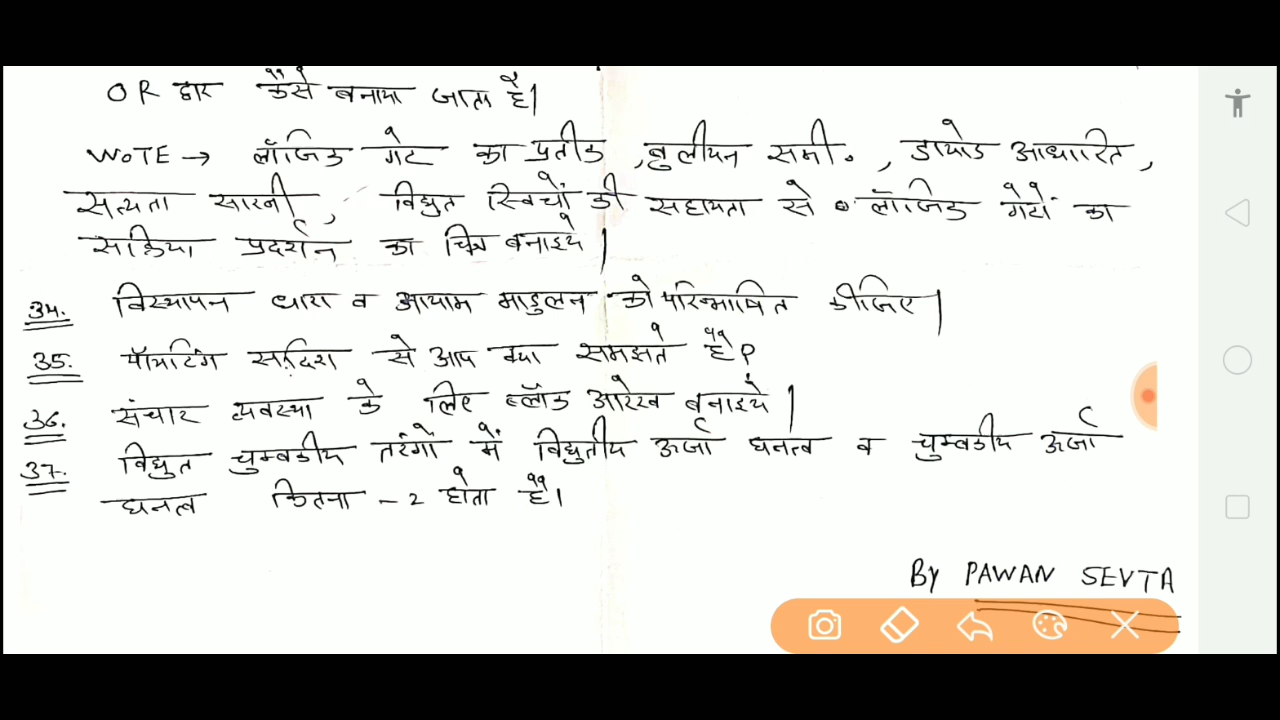 OR द्वार कैसे बनाया जाता है।
NOTE → लॉजिक गेट का प्रतीक, बुलीयन समी., डायोड आधारित,
सत्यता सारनी, विद्युत स्विचों की सहायता से लॉजिक गेटों का
सक्रिया प्रदर्शन का चित्र बनाइये।
34. विस्थापन धारा व आयाम माडुलन को परिभाषित कीजिए।
35. पॉयटिंग सदिश से आप क्या समझते है?
36. संचार व्यवस्था के लिए ब्लॉक आरेख बनाइये।
37. विद्युत चुम्बकीय तरंगों में विद्युतीय ऊर्जा घनत्व व चुम्बकीय ऊर्जा
घनत्व कितना -2 होता है।
By PAWAN SEVTA